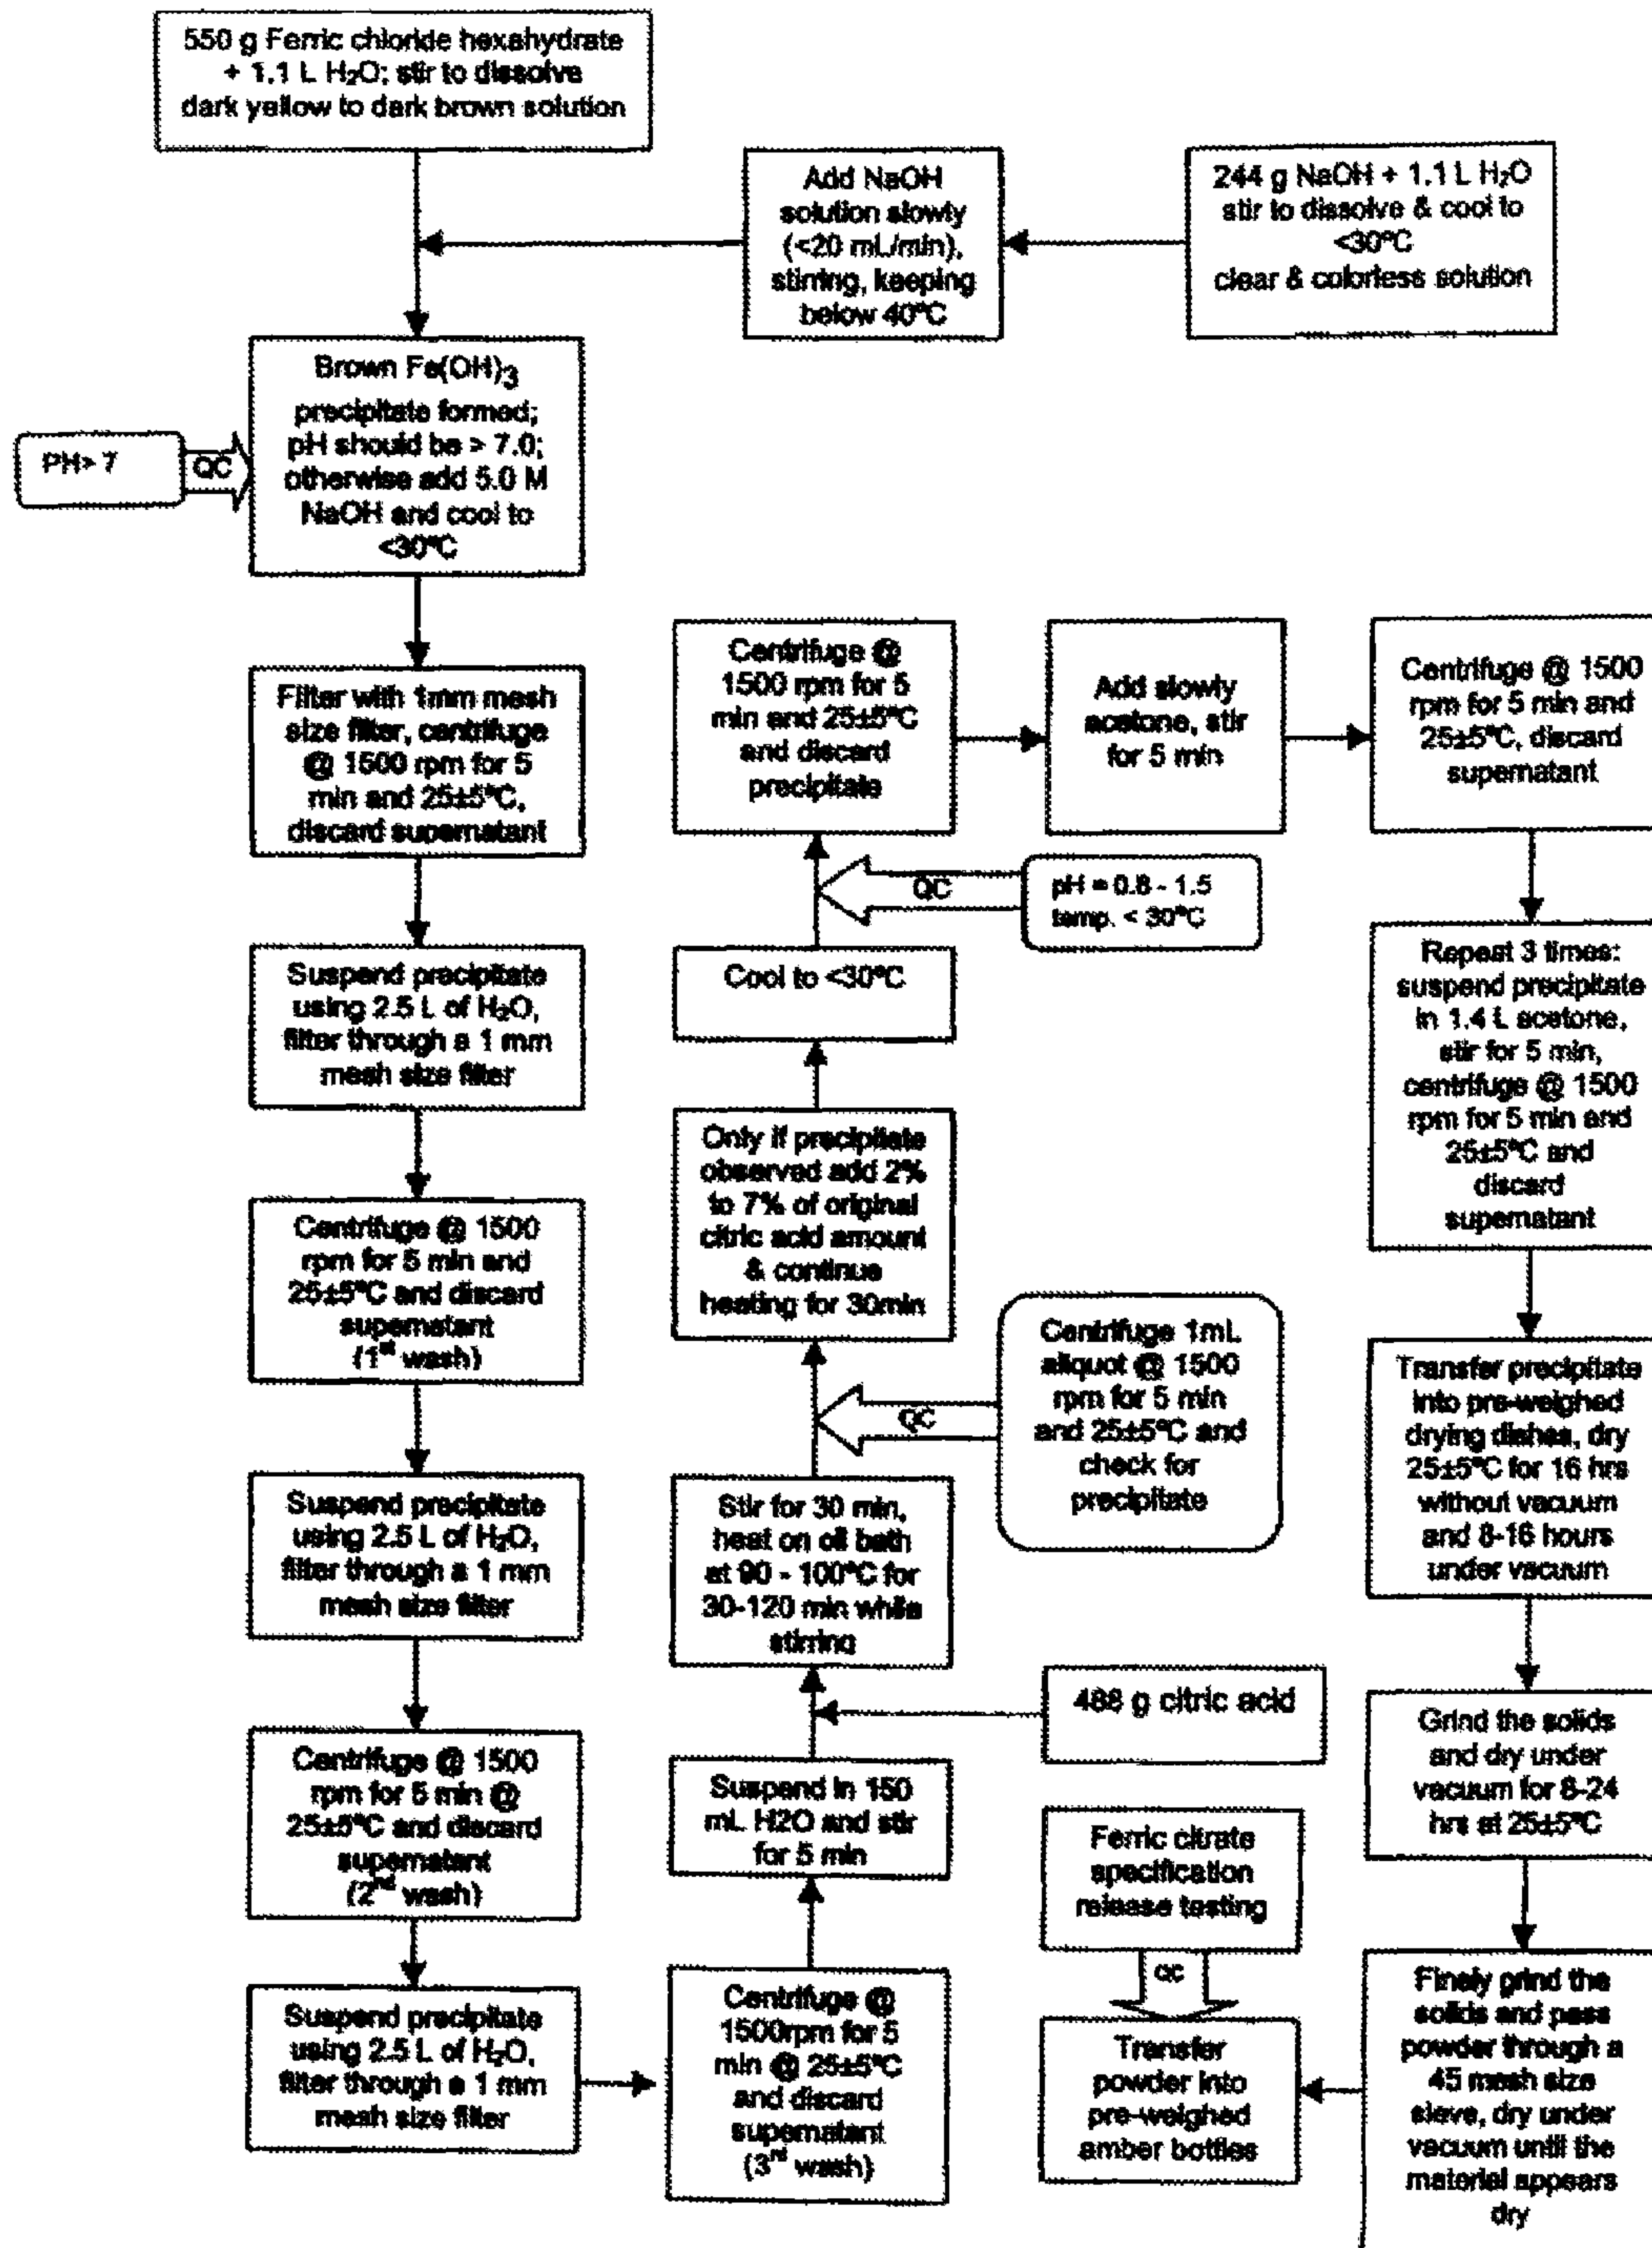 550 g Ferric chloride hexahydrate
+ 1.1 L H₂O; stir to dissolve
dark yellow to dark brown solution
Add NaOH
solution slowly
(<20 mL/min),
stirring, keeping
below 40ºC
244 g NaOH + 1.1 L H₂O
stir to dissolve & cool to
<30ºC
clear & colorless solution
Brown Fe(OH)₃
precipitate formed;
pH should be > 7.0;
otherwise add 5.0 M
NaOH and cool to
<30ºC
PH> 7
QC
Filter with 1mm mesh
size filter, centrifuge
@ 1500 rpm for 5
min and 25±5ºC,
discard supernatant
Suspend precipitate
using 2.5 L of H₂O,
filter through a 1 mm
mesh size filter
Centrifuge @ 1500
rpm for 5 min and
25±5ºC and discard
supernatant
(1ˢᵗ wash)
Suspend precipitate
using 2.5 L of H₂O,
filter through a 1 mm
mesh size filter
Centrifuge @ 1500
rpm for 5 min @
25±5ºC and discard
supernatant
(2ⁿᵈ wash)
Suspend precipitate
using 2.5 L of H₂O,
filter through a 1 mm
mesh size filter
Centrifuge @
1500rpm for 5
min @ 25±5ºC
and discard
supernatant
(3ʳᵈ wash)
Suspend in 150
mL H2O and stir
for 5 min
488 g citric acid
Stir for 30 min,
heat on oil bath
at 90 - 100ºC for
30-120 min while
stirring
QC
Centrifuge 1mL
aliquot @ 1500
rpm for 5 min
and 25±5ºC and
check for
precipitate
Only if precipitate
observed add 2%
to 7% of original
citric acid amount
& continue
heating for 30min
Cool to <30ºC
QC
pH = 0.8 - 1.5
temp. < 30ºC
Centrifuge @
1500 rpm for 5
min and 25±5ºC
and discard
precipitate
Add slowly
acetone, stir
for 5 min
Centrifuge @ 1500
rpm for 5 min and
25±5ºC, discard
supernatant
Repeat 3 times:
suspend precipitate
in 1.4 L acetone,
stir for 5 min,
centrifuge @ 1500
rpm for 5 min and
25±5ºC and
discard
supernatant
Transfer precipitate
into pre-weighed
drying dishes, dry
25±5ºC for 16 hrs
without vacuum
and 8-16 hours
under vacuum
Grind the solids
and dry under
vacuum for 8-24
hrs at 25±5ºC
Finely grind the
solids and pass
powder through a
45 mesh size
sieve, dry under
vacuum until the
material appears
dry
Ferric citrate
specification
release testing
QC
Transfer
powder into
pre-weighed
amber bottles